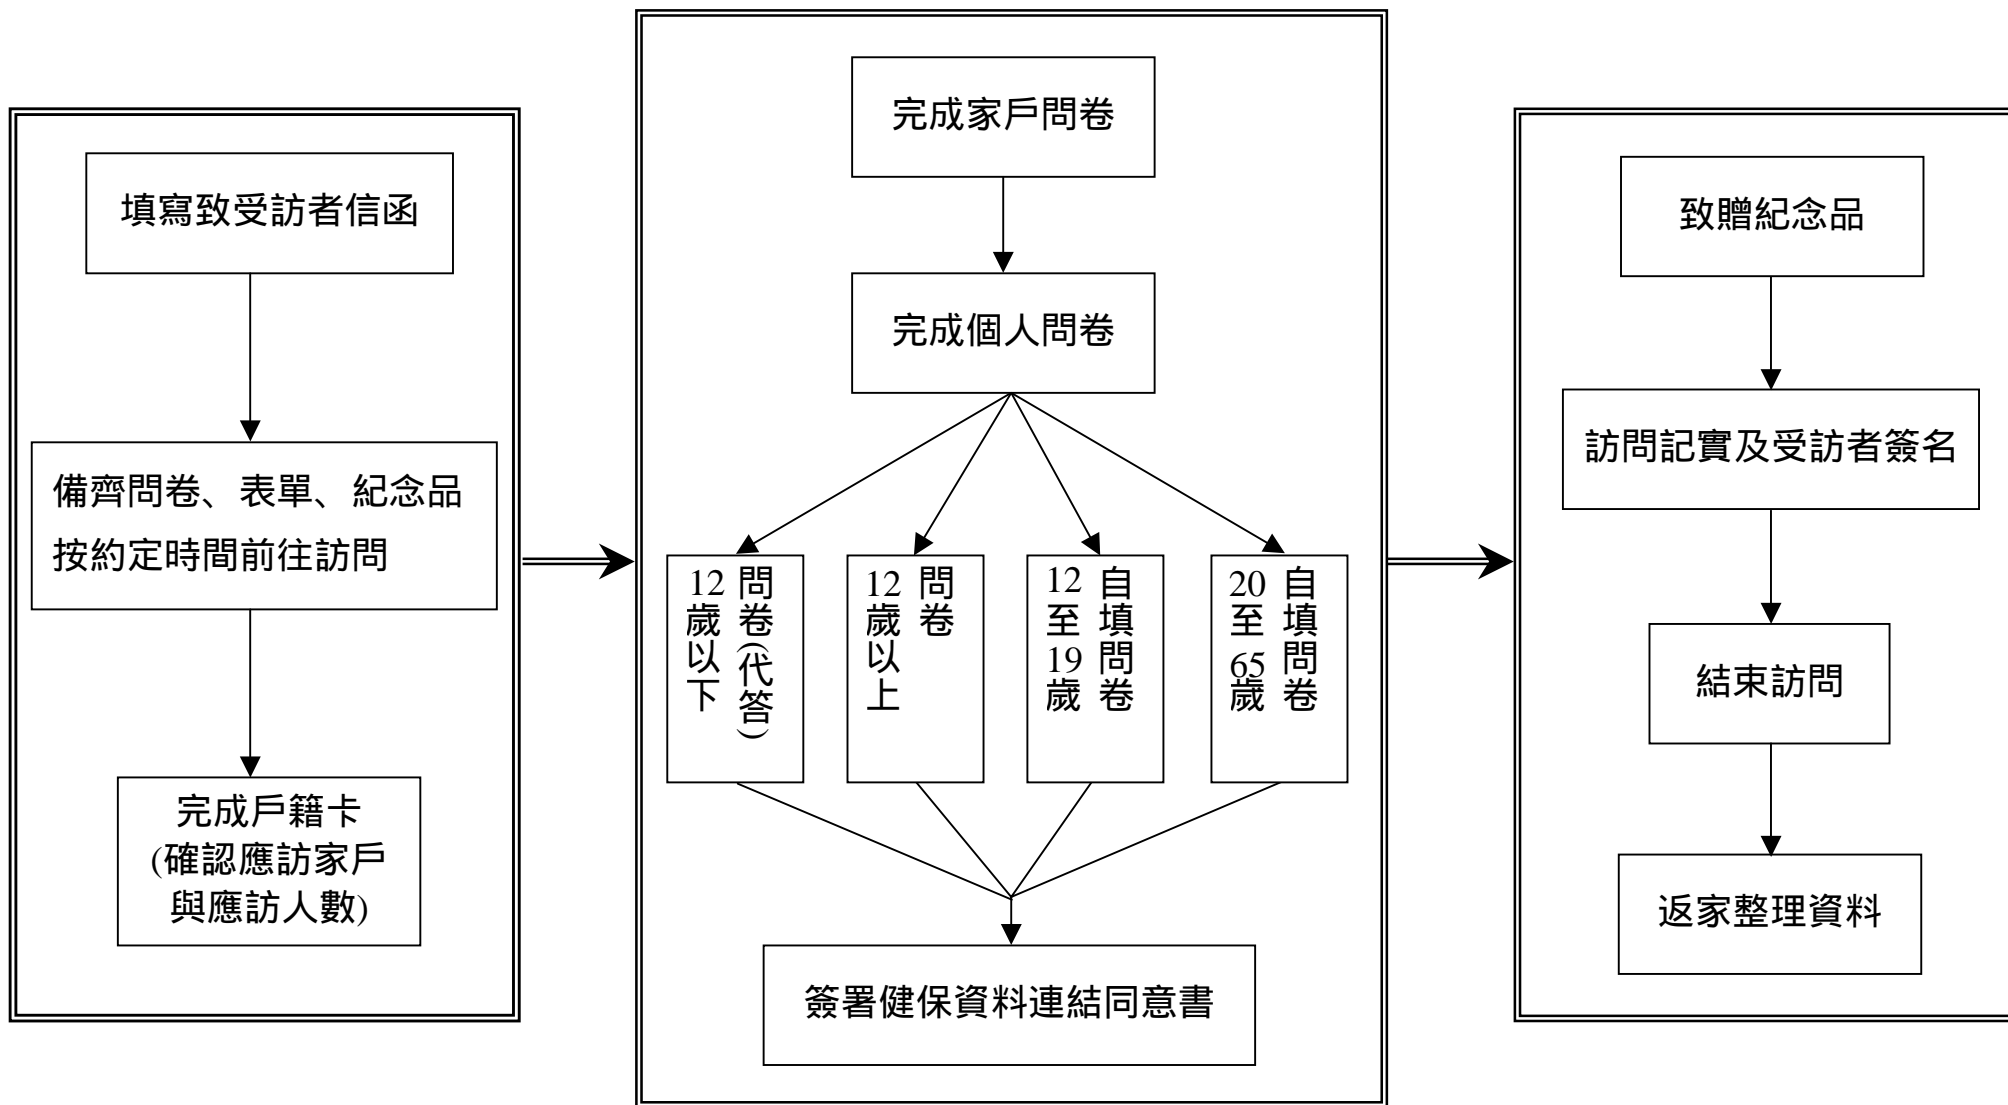 填寫致受訪者信函
備齊問卷、表單、紀念品
按約定時間前往訪問
完成戶籍卡
(確認應訪家戶
與應訪人數)
完成家戶問卷
完成個人問卷
12歲以下
問卷(代答)
12歲以上
問卷
12至19歲
自填問卷
20至65歲
自填問卷
簽署健保資料連結同意書
致贈紀念品
訪問記實及受訪者簽名
結束訪問
返家整理資料